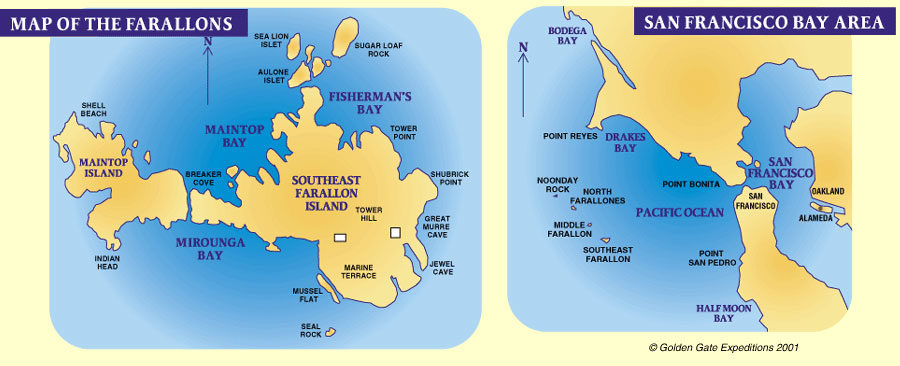 MAP OF THE FARALLONS
N
SEA LION
ISLET
SUGAR LOAF
ROCK
AULONE
ISLET
FISHERMAN'S
BAY
SHELL
BEACH
MAINTOP
BAY
TOWER
POINT
MAINTOP
ISLAND
BREAKER
COVE
SOUTHEAST
FARALLON
ISLAND
SHUBRICK
POINT
TOWER
HILL
GREAT
MURRE
CAVE
MIROUNGA
BAY
INDIAN
HEAD
MARINE
TERRACE
JEWEL
CAVE
MUSSEL
FLAT
SEAL
ROCK
SAN FRANCISCO BAY AREA
BODEGA
BAY
N
POINT REYES
DRAKES
BAY
SAN
FRANCISCO
BAY
NOONDAY
ROCK
NORTH
FARALLONES
POINT BONITA
OAKLAND
SAN
FRANCISCO
PACIFIC OCEAN
ALAMEDA
MIDDLE
FARALLON
SOUTHEAST
FARALLON
POINT
SAN PEDRO
HALF MOON
BAY
© Golden Gate Expeditions 2001